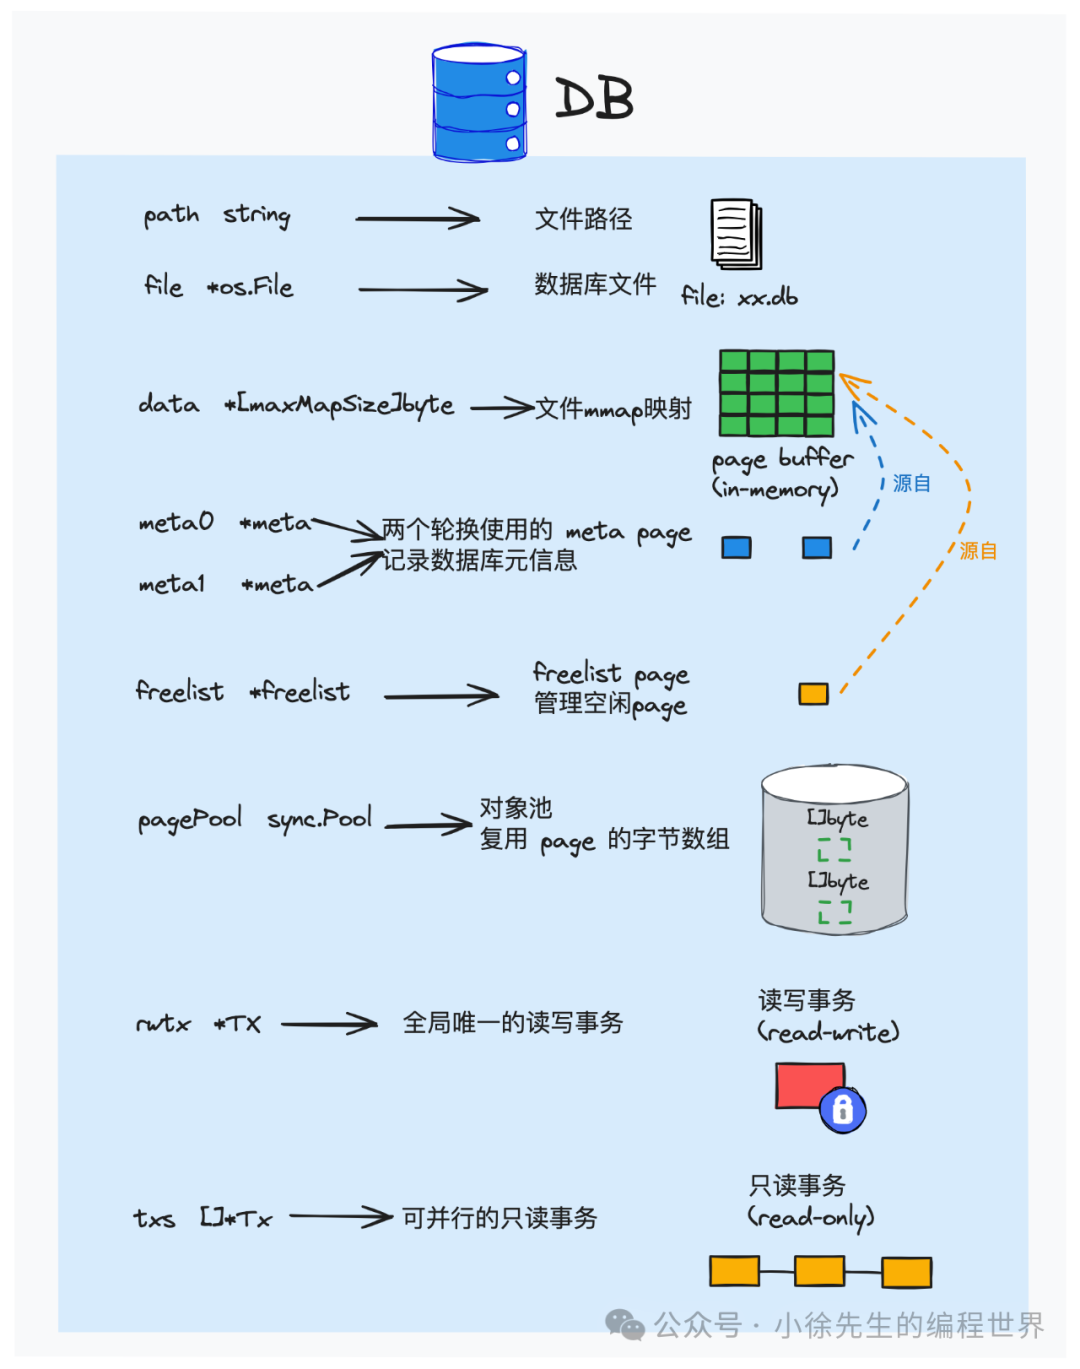 DB
path string
文件路径
file *os.File
数据库文件
file: xx.db
data *[maxMapSize]byte
文件mmap映射
page buffer
(in-memory)
源自
源自
meta0 *meta
meta1 *meta
两个轮换使用的 meta page
记录数据库元信息
freelist *freelist
freelist page
管理空闲page
pagePool sync.Pool
对象池
复用 page 的字节数组
[]byte
[]byte
rwtx *TX
全局唯一的读写事务
读写事务
(read-write)
txs []*Tx
可并行的只读事务
只读事务
(read-only)
公众号 · 小徐先生的编程世界